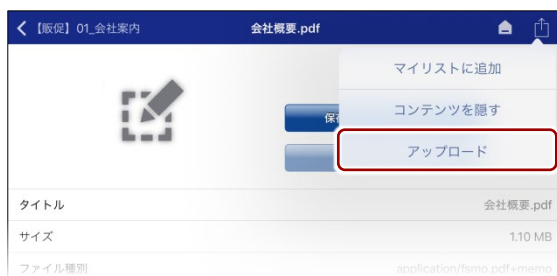 【販促】01_会社案内
会社概要.pdf
マイリストに追加
コンテンツを隠す
アップロード
タイトル
会社概要.pdf
サイズ
1.10 MB
ファイル種別
application/fsmo.pdf+memo